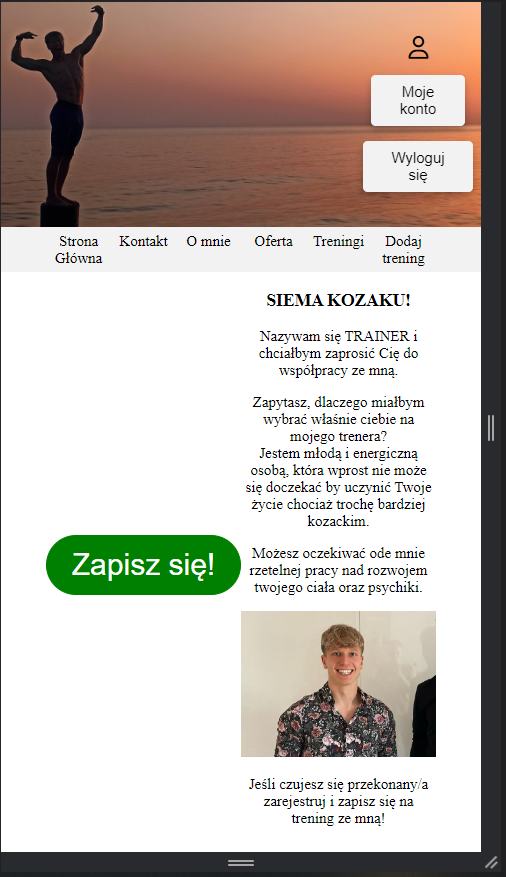 Moje
konto
Wyloguj
się
Strona
Główna
Kontakt
O mnie
Oferta
Treningi
Dodaj
trening
SIEMA KOZAKU!
Nazywam się TRAINER i
chciałbym zaprosić Cię do
współpracy ze mną.
Zapytasz, dlaczego miałbym
wybrać właśnie ciebie na
mojego trenera?
Jestem młodą i energiczną
osobą, która wprost nie może
się doczekać by uczynić Twoje
życie chociaż trochę bardziej
kozackim.
Możesz oczekiwać ode mnie
rzetelnej pracy nad rozwojem
twojego ciała oraz psychiki.
Zapisz się!
Jeśli czujesz się przekonany/a
zarejestruj i zapisz się na
trening ze mną!